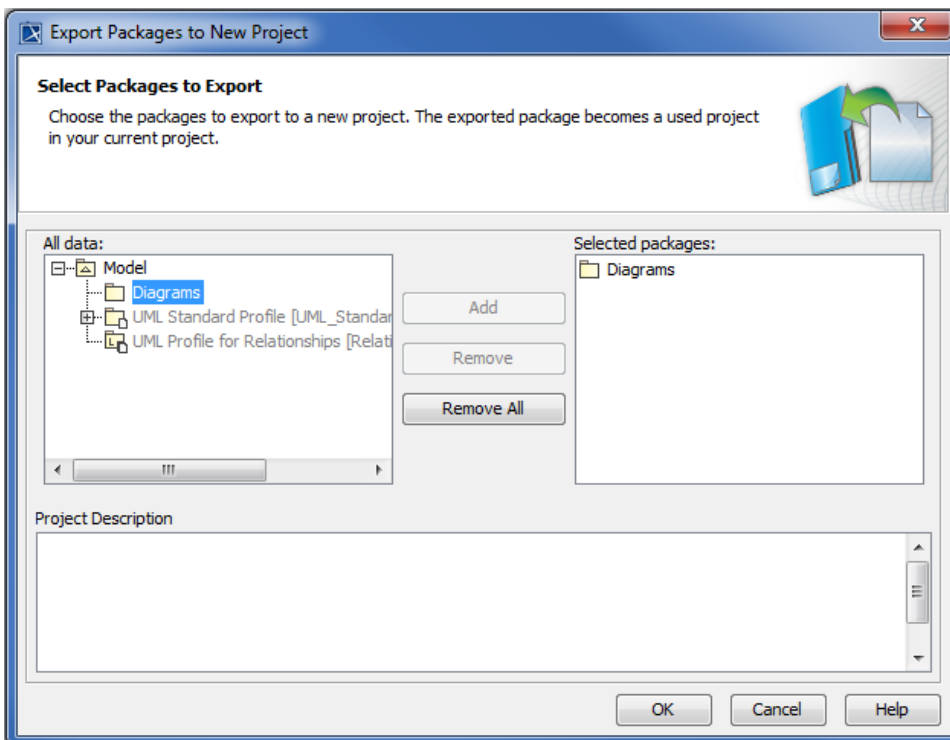 Export Packages to New Project
Select Packages to Export
Choose the packages to export to a new project. The exported package becomes a used project
in your current project.
All data:
Model
Diagrams
UML Standard Profile [UML_Standar
UML Profile for Relationships [Relati
Add
Remove
Remove All
Selected packages:
Diagrams
Project Description
OK
Cancel
Help